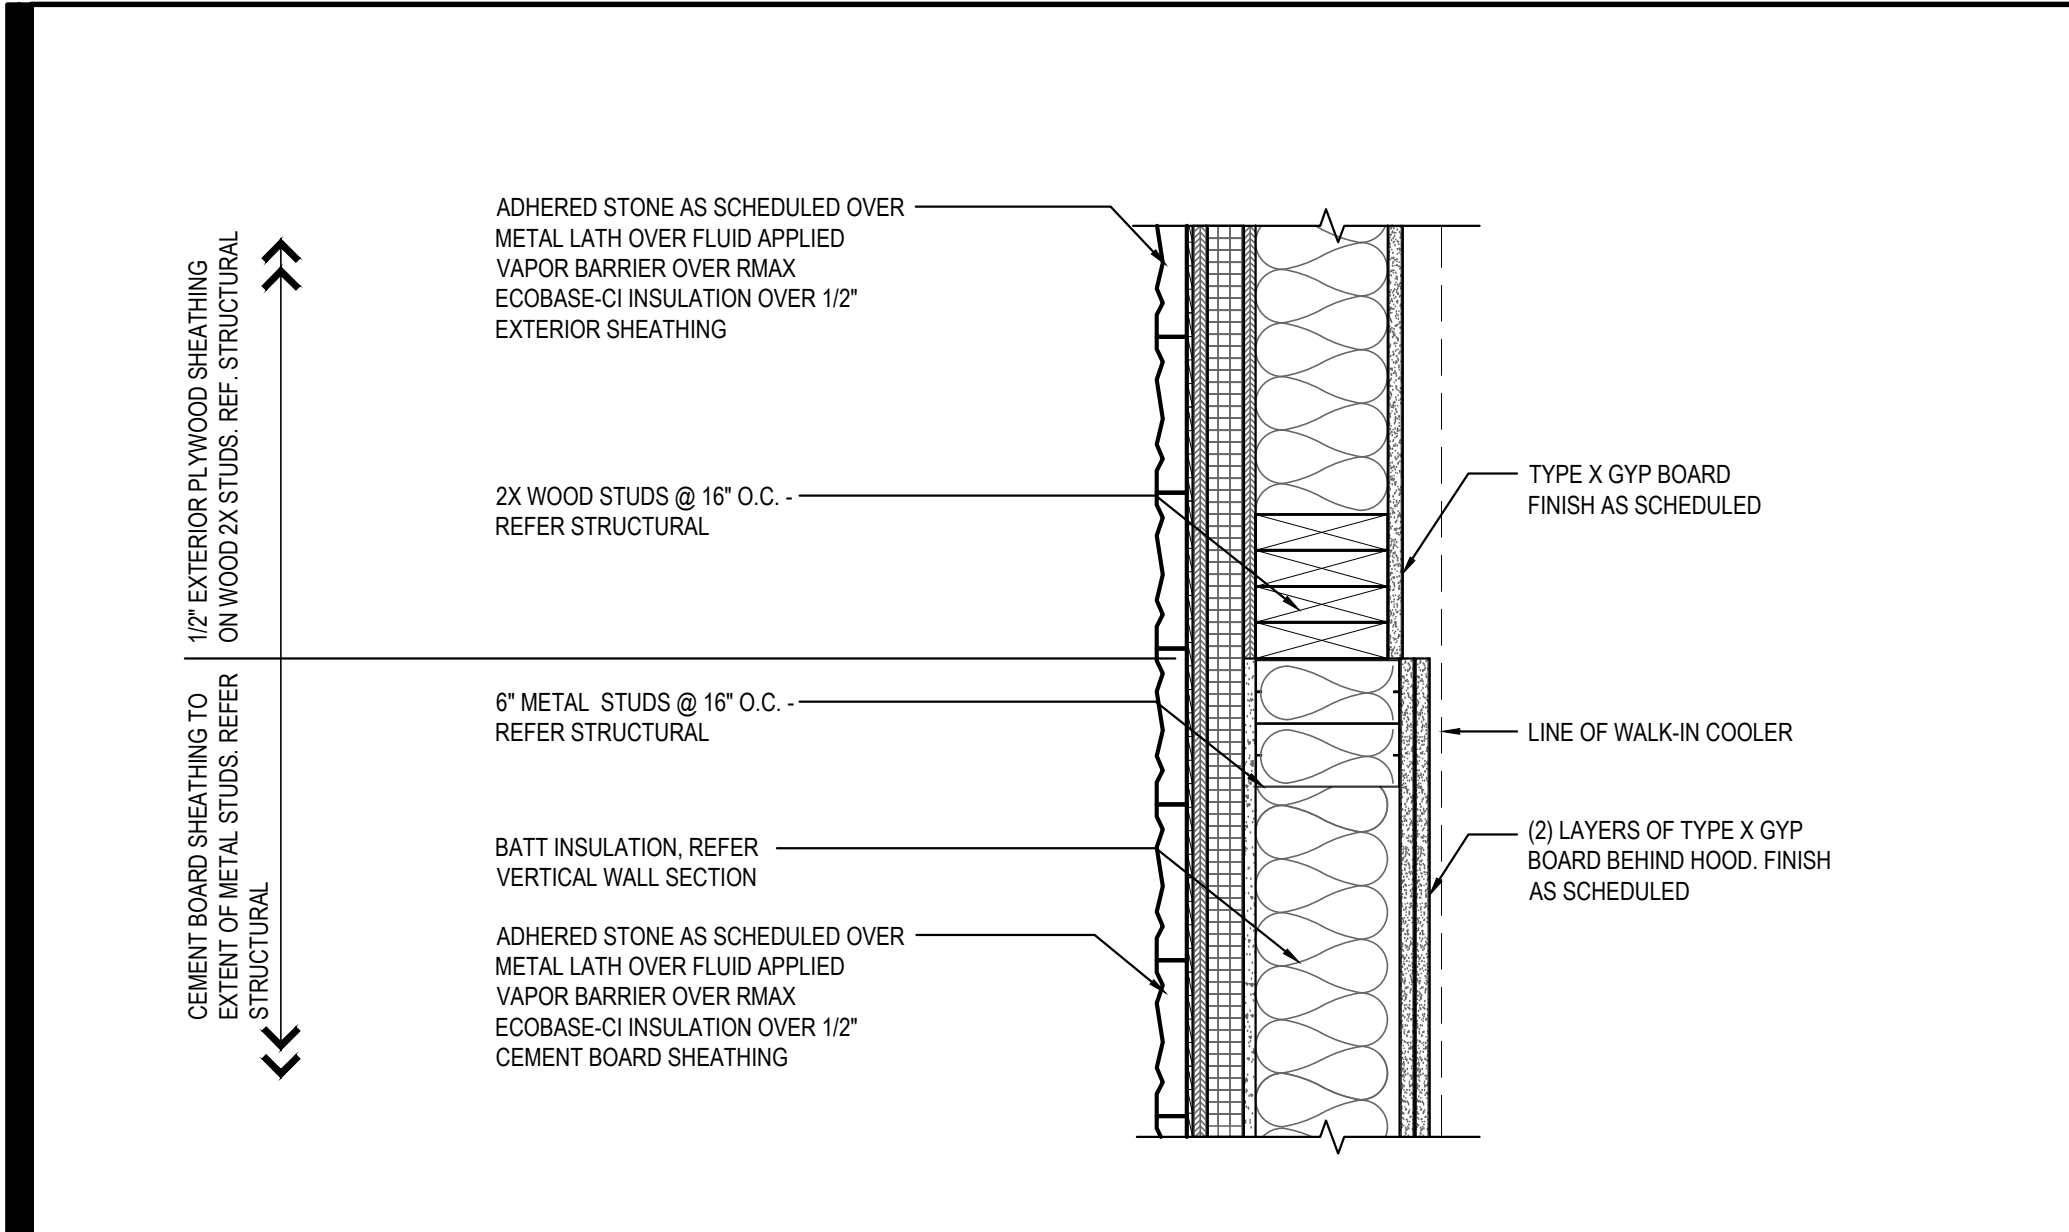 1/2" EXTERIOR PLYWOOD SHEATHING
ON WOOD 2X STUDS. REF. STRUCTURAL
CEMENT BOARD SHEATHING TO
EXTENT OF METAL STUDS. REFER
STRUCTURAL
ADHERED STONE AS SCHEDULED OVER
METAL LATH OVER FLUID APPLIED
VAPOR BARRIER OVER RMAX
ECOBASE-CI INSULATION OVER 1/2"
EXTERIOR SHEATHING
2X WOOD STUDS @ 16" O.C. -
REFER STRUCTURAL
6" METAL STUDS @ 16" O.C. -
REFER STRUCTURAL
BATT INSULATION, REFER
VERTICAL WALL SECTION
ADHERED STONE AS SCHEDULED OVER
METAL LATH OVER FLUID APPLIED
VAPOR BARRIER OVER RMAX
ECOBASE-CI INSULATION OVER 1/2"
CEMENT BOARD SHEATHING
TYPE X GYP BOARD
FINISH AS SCHEDULED
LINE OF WALK-IN COOLER
(2) LAYERS OF TYPE X GYP
BOARD BEHIND HOOD. FINISH
AS SCHEDULED